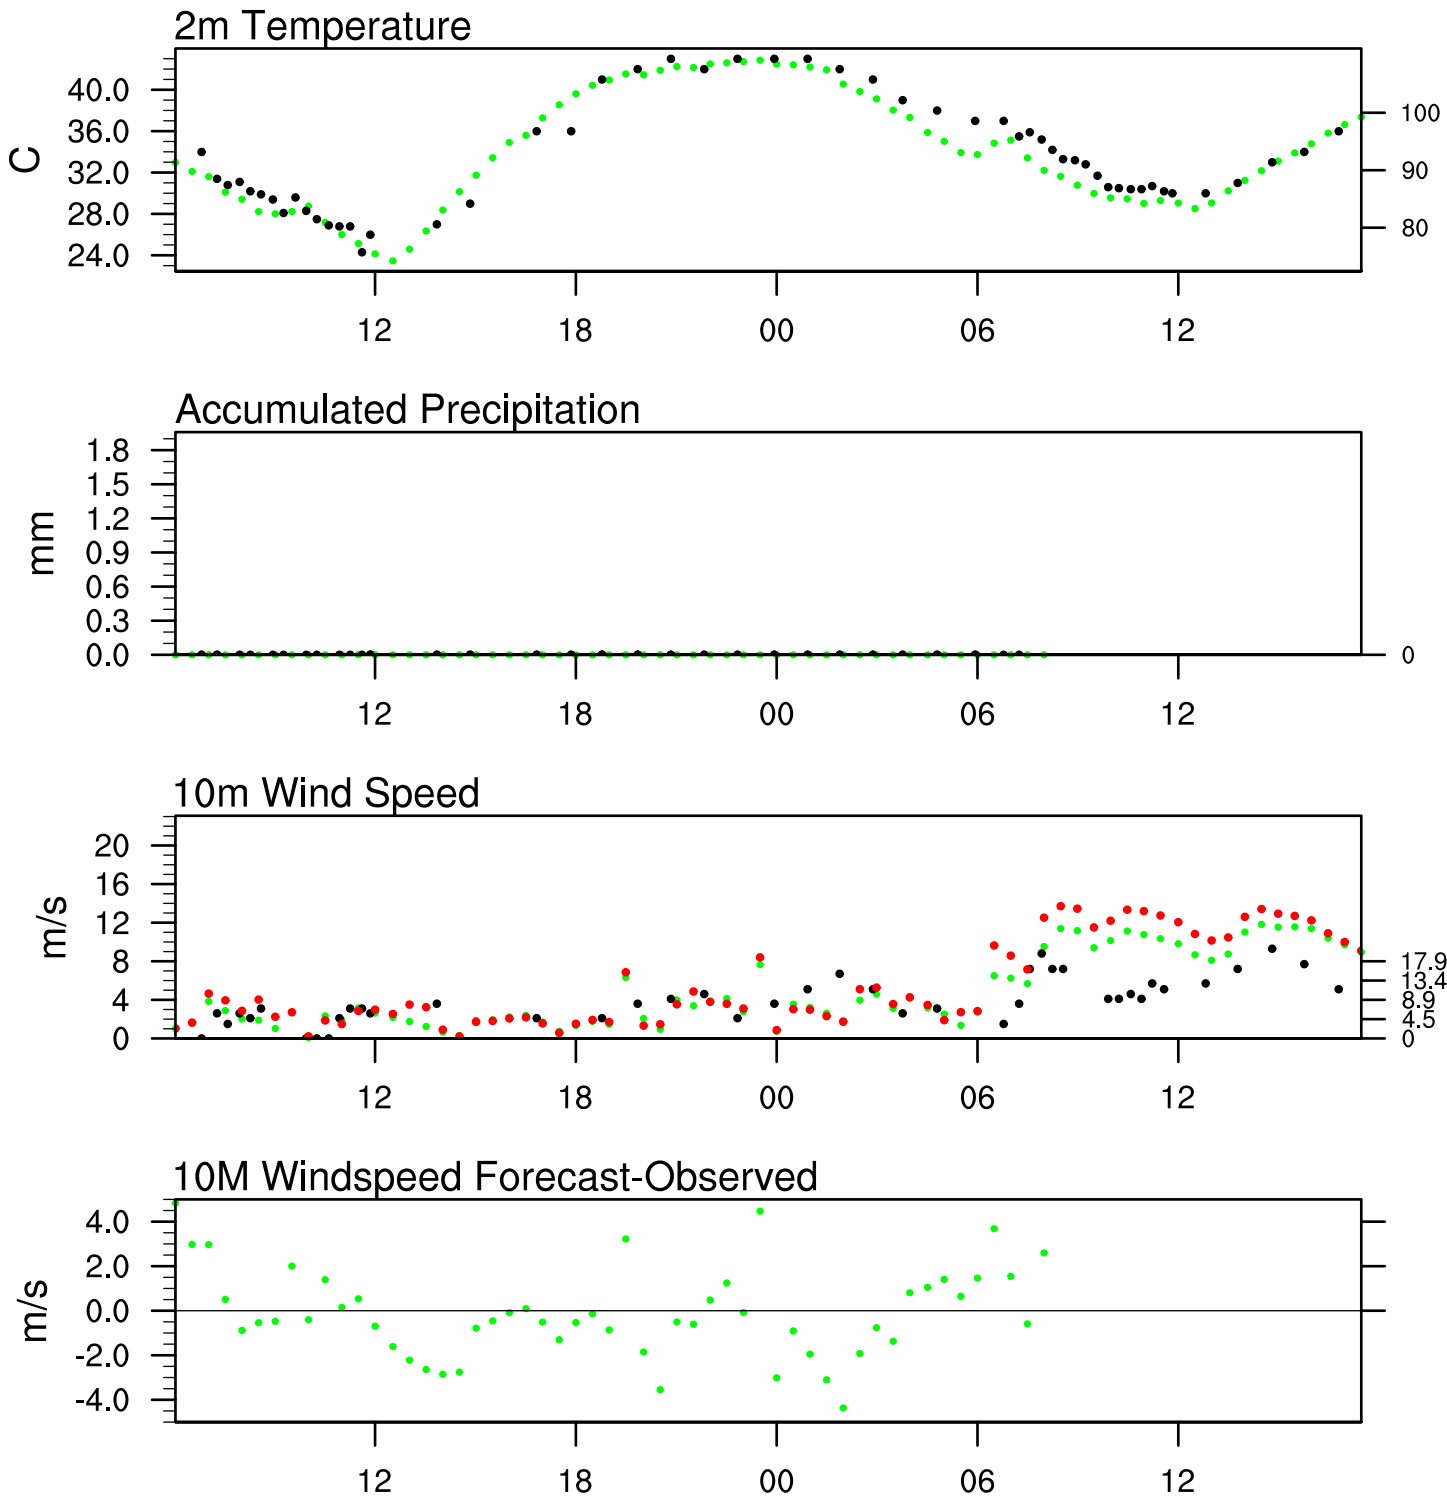 2m Temperature
40.0
36.0
32.0
28.0
24.0
C
100
90
80
12 18 00 06 12
Accumulated Precipitation
1.8
1.5
1.2
0.9
0.6
0.3
0.0
mm
0
12 18 00 06 12
10m Wind Speed
20
16
12
8
4
0
m/s
17.9
13.4
8.9
4.5
0
12 18 00 06 12
10M Windspeed Forecast-Observed
4.0
2.0
0.0
-2.0
-4.0
m/s
12 18 00 06 12